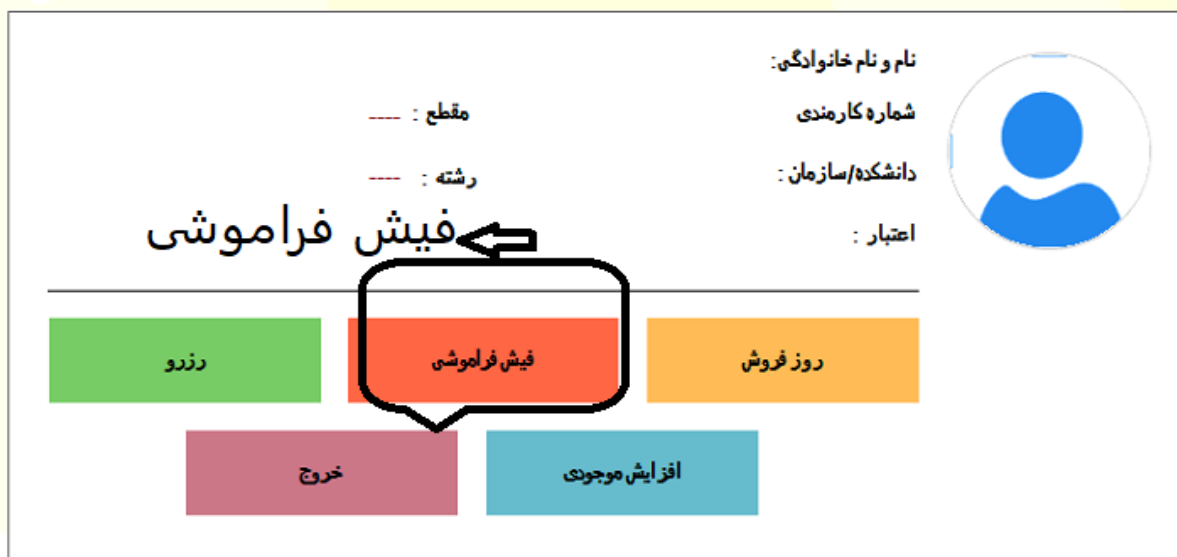 نام و نام خانوادگی:
شماره کارمندی
مقطع : ----
دانشکده/سازمان :
رشته : ----
اعتبار :
فیش فراموشی
روز فروش
فیش فراموشی
رزرو
افزایش موجودی
خروج